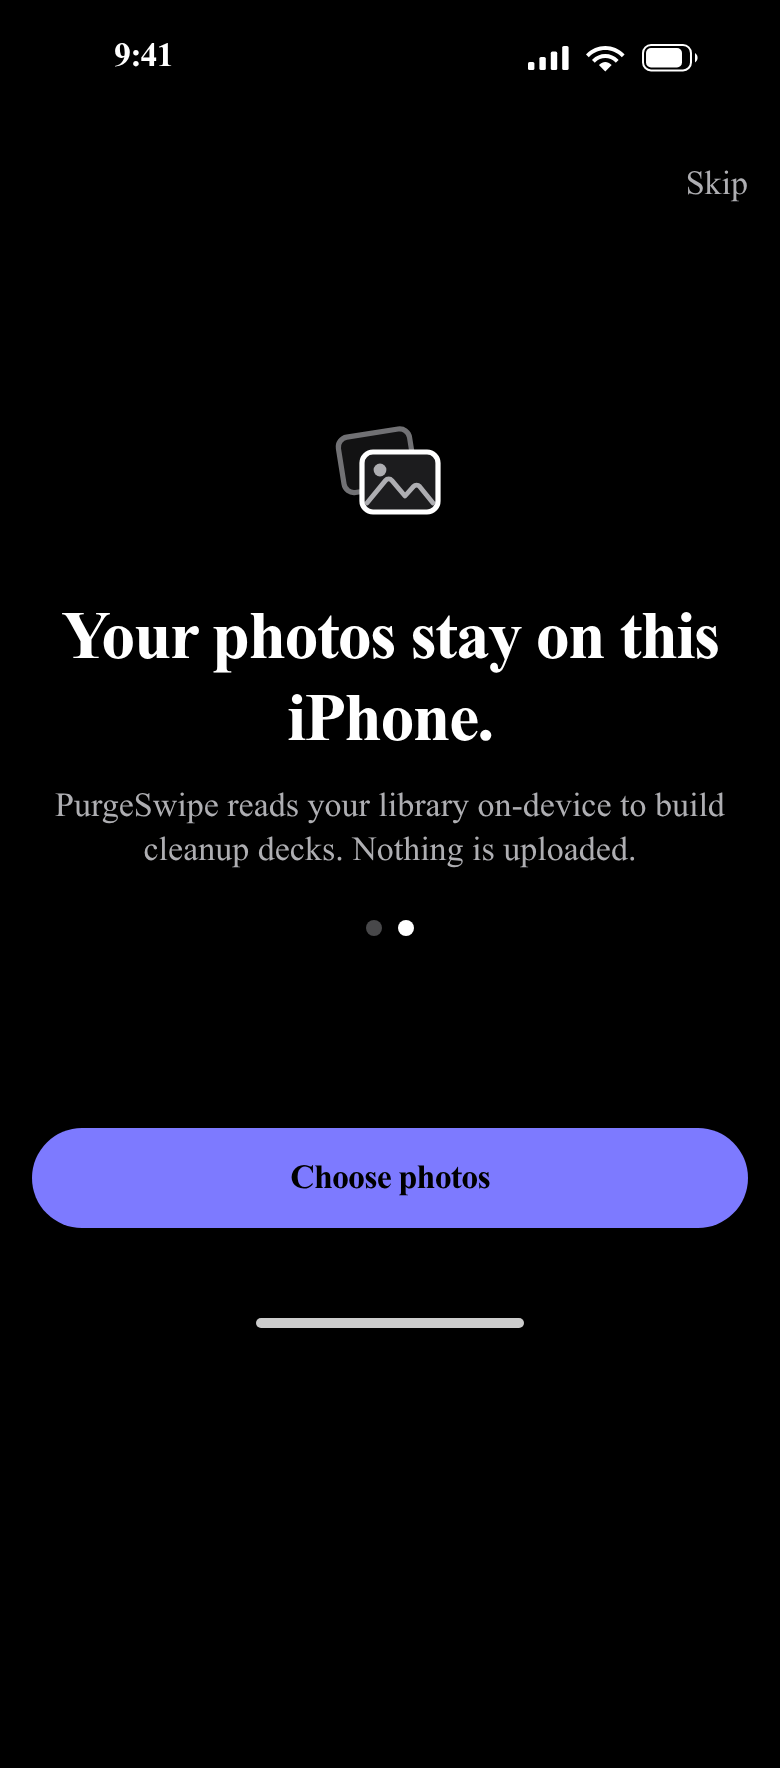 9:41
Skip
Your photos stay on this
iPhone.
PurgeSwipe reads your library on-device to build
cleanup decks. Nothing is uploaded.
Choose photos